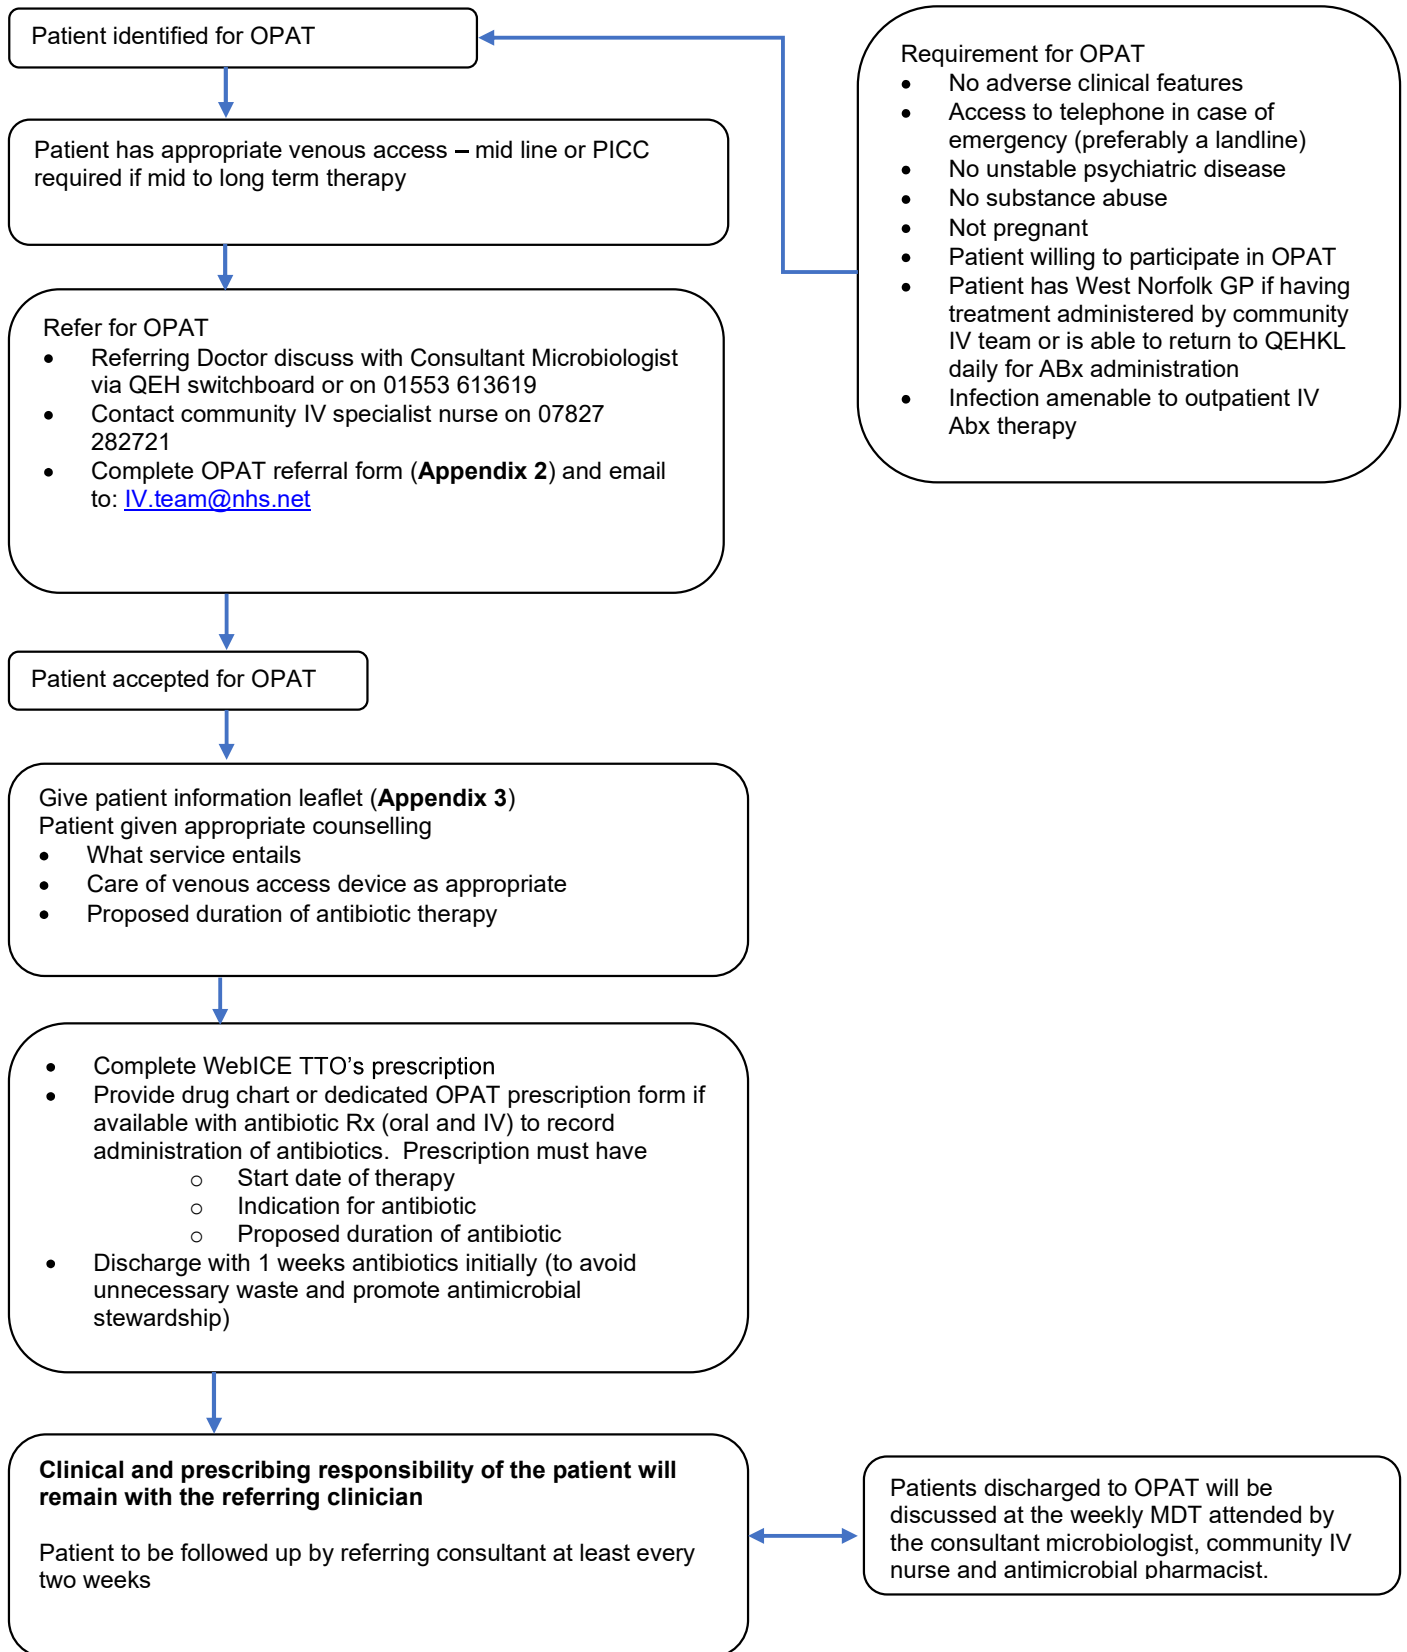 Patient identified for OPAT
Requirement for OPAT
• No adverse clinical features
• Access to telephone in case of
emergency (preferably a landline)
• No unstable psychiatric disease
• No substance abuse
• Not pregnant
• Patient willing to participate in OPAT
• Patient has West Norfolk GP if having
treatment administered by community
IV team or is able to return to QEHKL
daily for ABx administration
• Infection amenable to outpatient IV
Abx therapy
Patient has appropriate venous access – mid line or PICC
required if mid to long term therapy
Refer for OPAT
• Referring Doctor discuss with Consultant Microbiologist
via QEH switchboard or on 01553 613619
• Contact community IV specialist nurse on 07827
282721
• Complete OPAT referral form (Appendix 2) and email
to: IV.team@nhs.net
Patient accepted for OPAT
Give patient information leaflet (Appendix 3)
Patient given appropriate counselling
• What service entails
• Care of venous access device as appropriate
• Proposed duration of antibiotic therapy
• Complete WebICE TTO’s prescription
• Provide drug chart or dedicated OPAT prescription form if
available with antibiotic Rx (oral and IV) to record
administration of antibiotics. Prescription must have
o Start date of therapy
o Indication for antibiotic
o Proposed duration of antibiotic
• Discharge with 1 weeks antibiotics initially (to avoid
unnecessary waste and promote antimicrobial
stewardship)
Clinical and prescribing responsibility of the patient will
remain with the referring clinician
Patient to be followed up by referring consultant at least every
two weeks
Patients discharged to OPAT will be
discussed at the weekly MDT attended by
the consultant microbiologist, community IV
nurse and antimicrobial pharmacist.